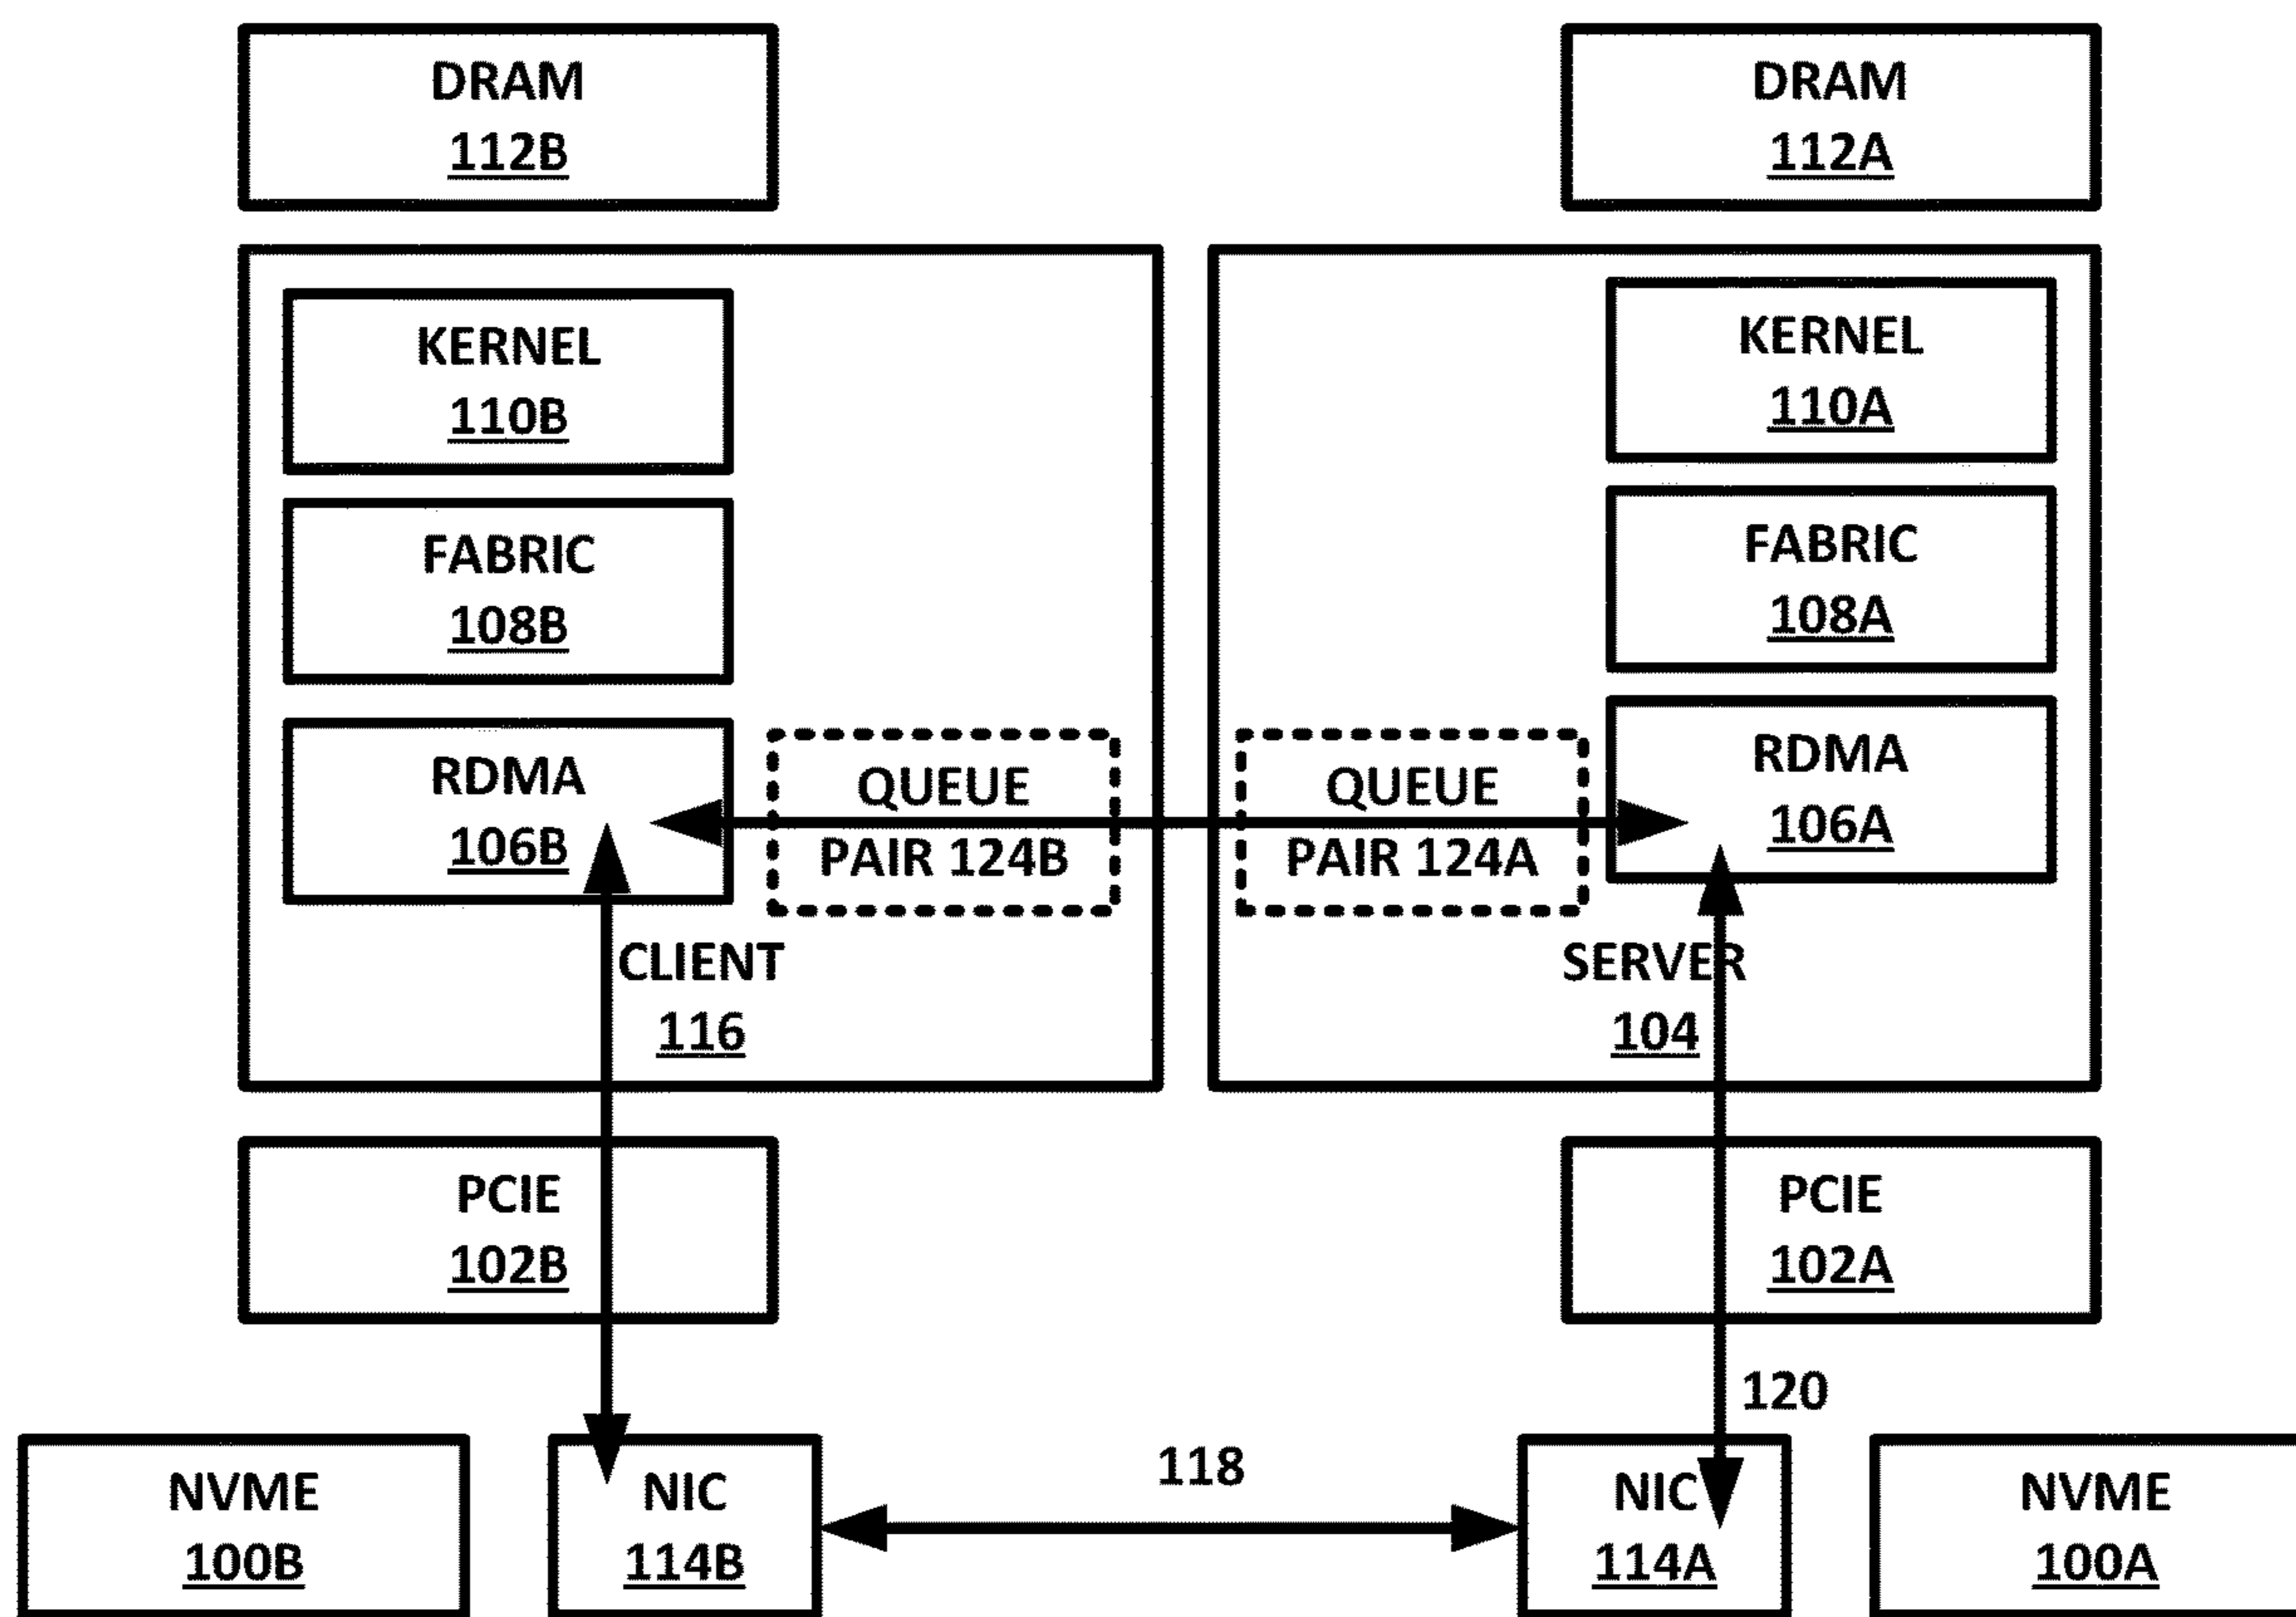 DRAM
112B
DRAM
112A
KERNEL
110B
KERNEL
110A
FABRIC
108B
FABRIC
108A
RDMA
106B
QUEUE
PAIR 124B
QUEUE
PAIR 124A
RDMA
106A
CLIENT
116
SERVER
104
PCIE
102B
PCIE
102A
120
NVME
100B
NIC
114B
118
NIC
114A
NVME
100A